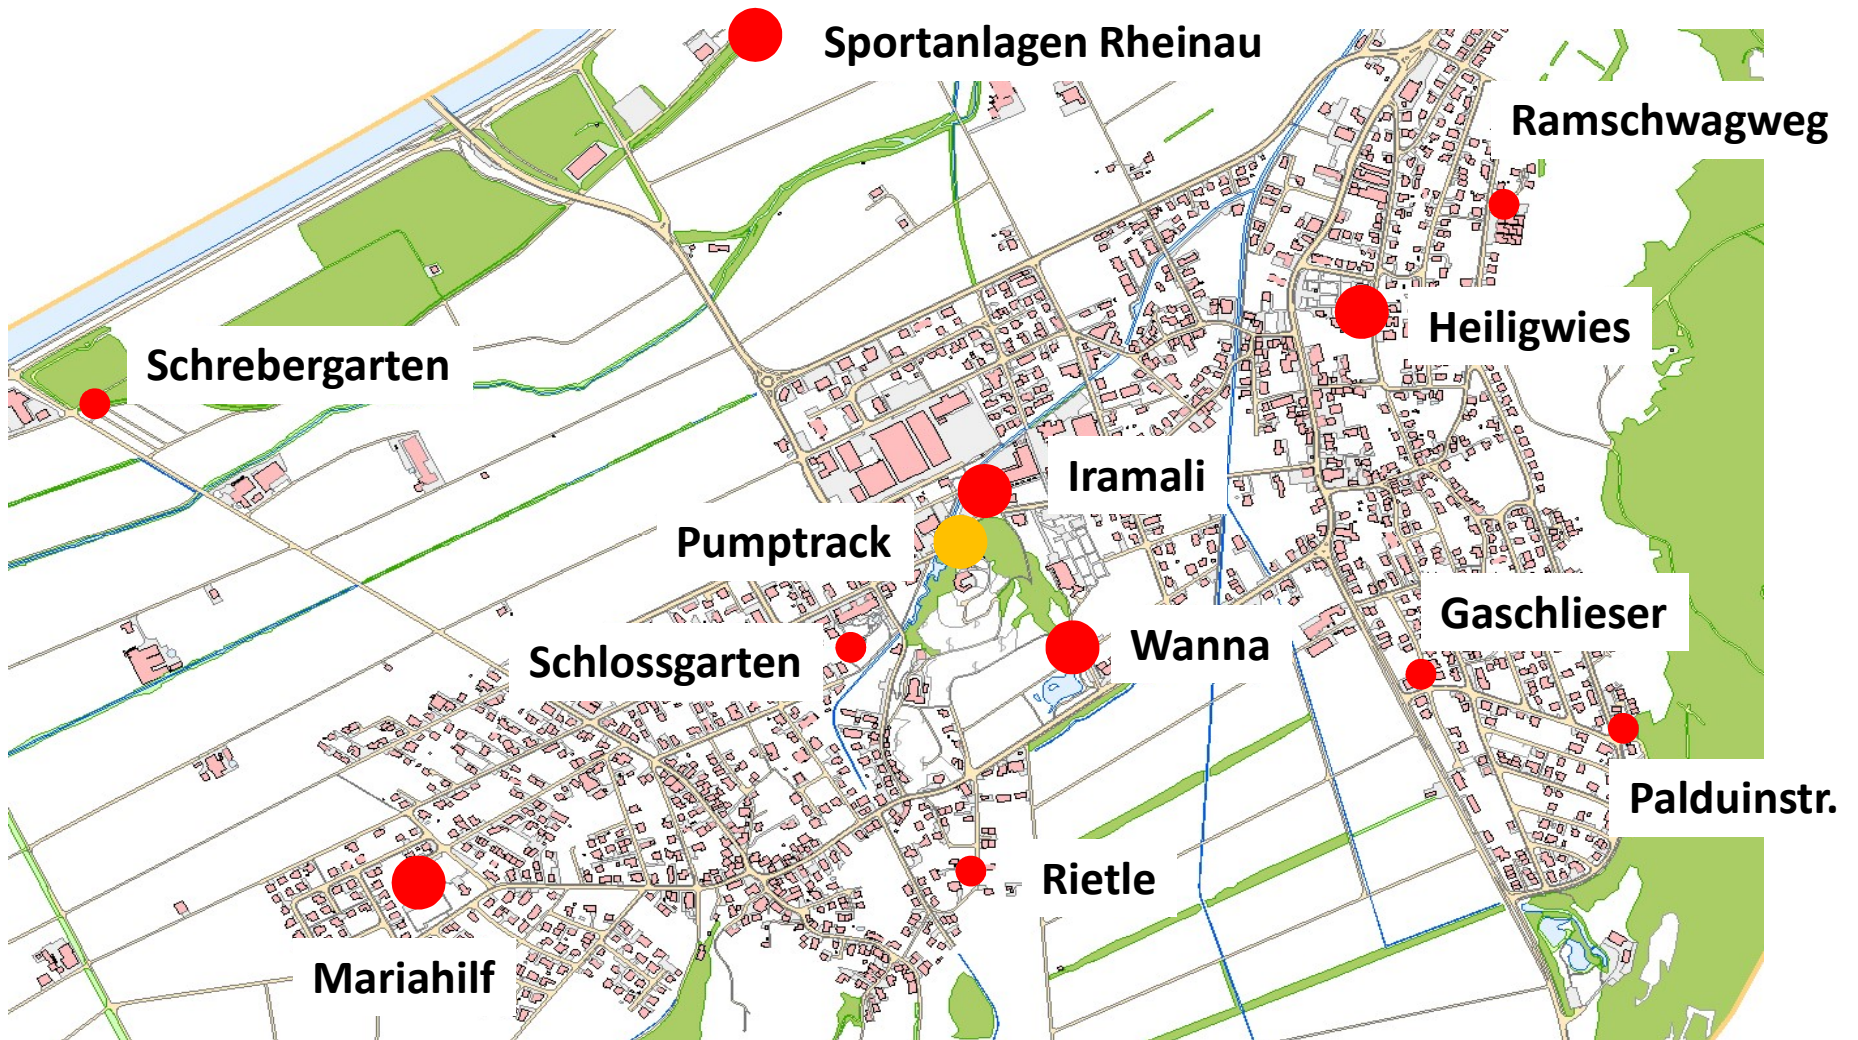 Sportanlagen Rheinau
Ramschwagweg
Heiligwies
Schrebergarten
Iramali
Pumptrack
Gaschlieser
Wanna
Schlossgarten
Palduinstr.
Rietle
Mariahilf